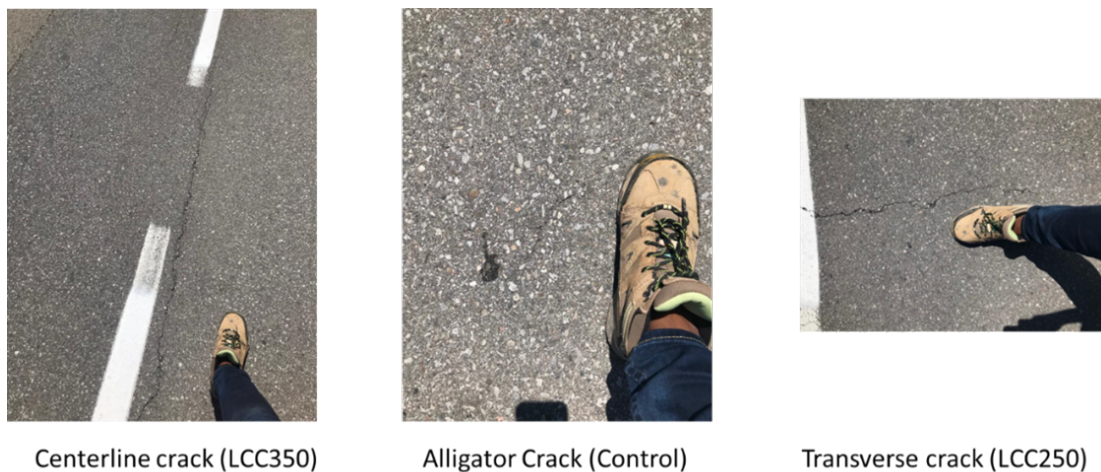 Centerline crack (LCC350)
Alligator Crack (Control)
Transverse crack (LCC250)